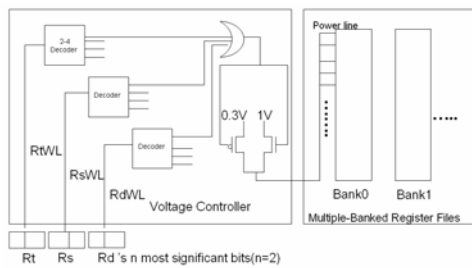 2-4
Decoder
Decoder
Decoder
RtWL
RsWL
RdWL
0.3V 1V
Voltage Controller
Power line
Bank0 Bank1
Multiple-Banked Register Files
Rt Rs Rd 's n most significant bits(n=2)